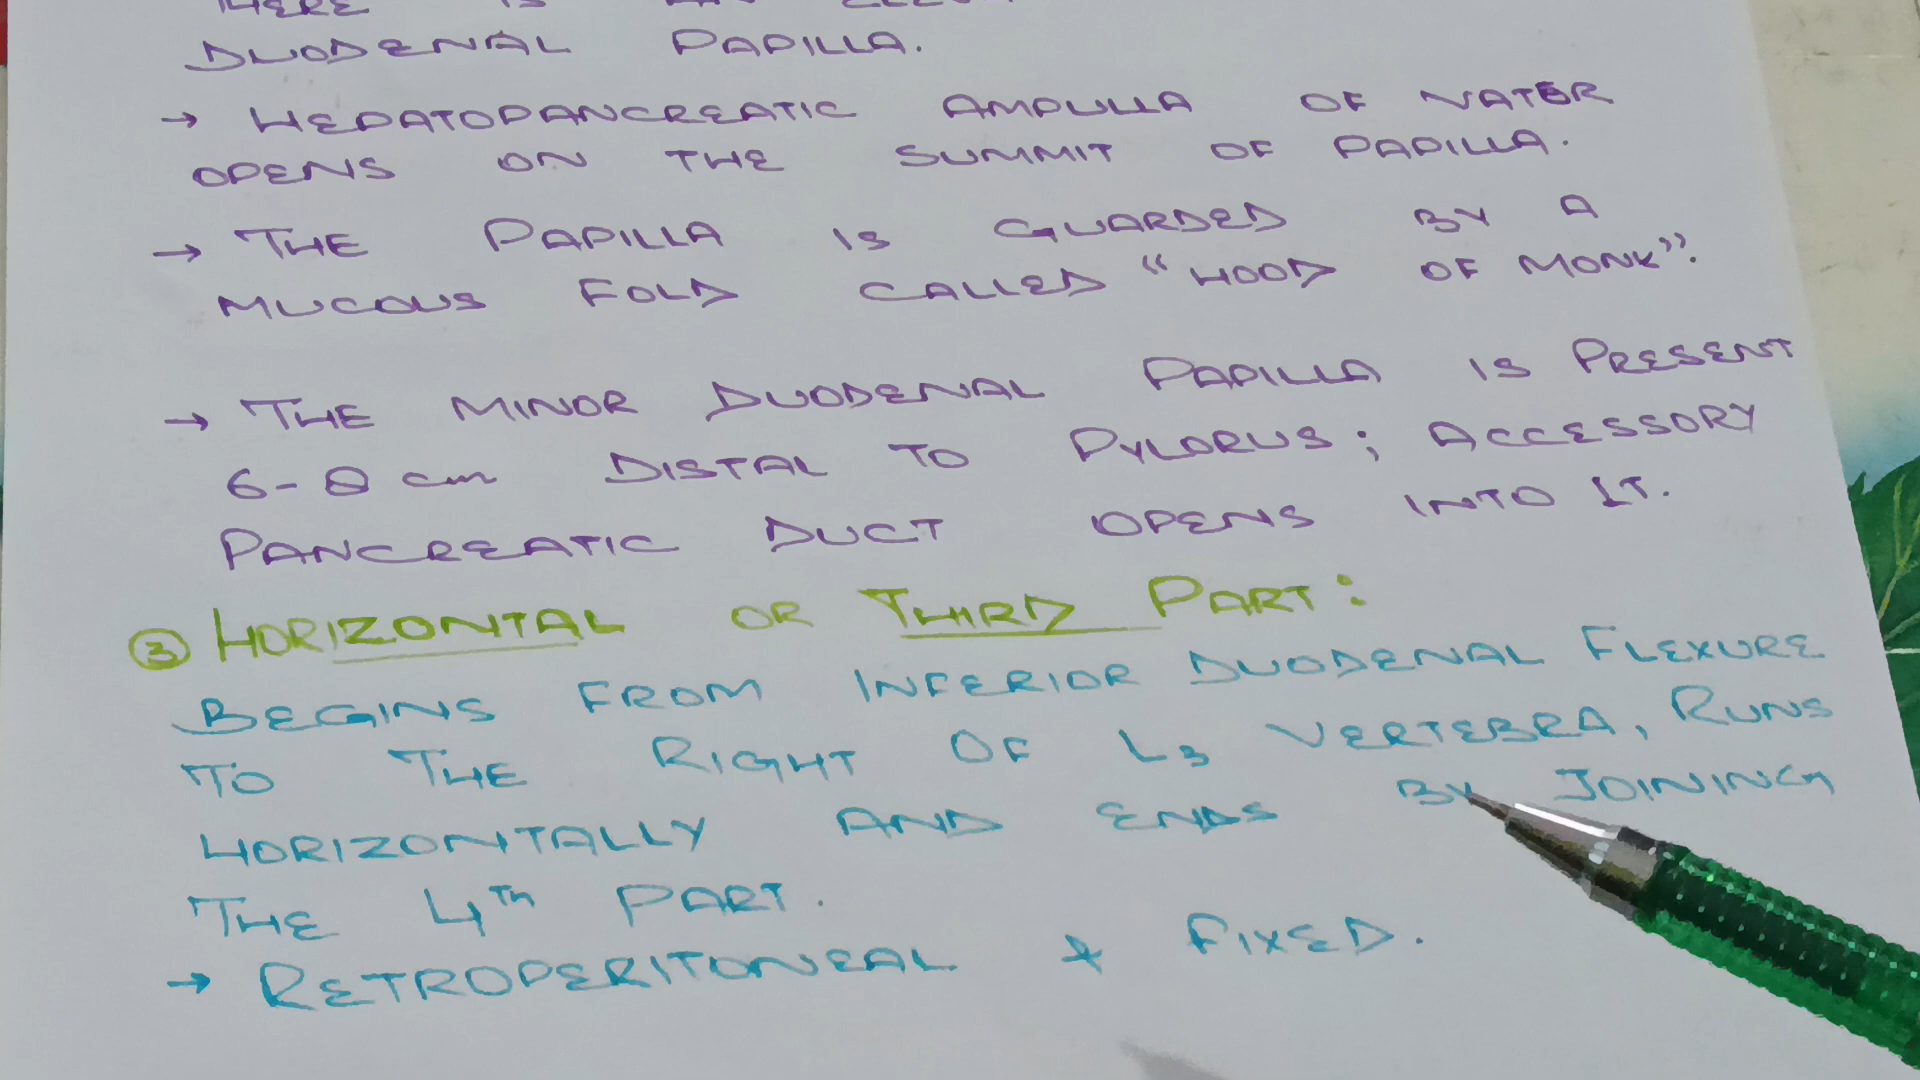 THERE IS AN
DUODENAL PAPILLA.
→ HEPATOPANCREATIC AMPULLA OF VATER
OPENS ON THE SUMMIT OF PAPILLA.
→ THE PAPILLA IS GUARDED BY A
MUCOUS FOLD CALLED "HOOD OF MONK".
→ THE MINOR DUODENAL PAPILLA IS PRESENT
6-8 cm DISTAL TO PYLORUS; ACCESSORY
PANCREATIC DUCT OPENS INTO IT.
③ HORIZONTAL OR THIRD PART:
BEGINS FROM INFERIOR DUODENAL FLEXURE
TO THE RIGHT OF L3 VERTEBRA, RUNS
HORIZONTALLY AND ENDS BY JOINING
THE 4TH PART.
→ RETROPERITONEAL & FIXED.